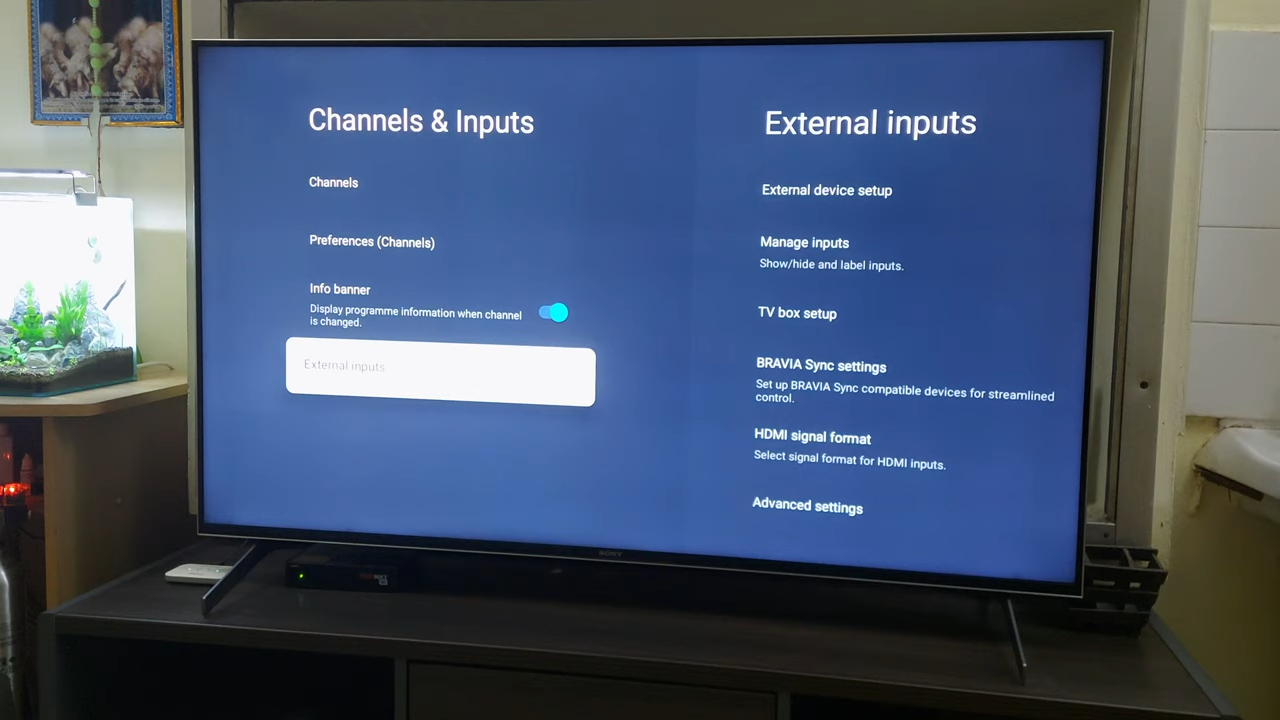 Channels & Inputs
Channels
Preferences (Channels)
Info banner
Display programme information when channel
is changed.
External inputs
External inputs
External device setup
Manage inputs
Show/hide and label inputs.
TV box setup
BRAVIA Sync settings
Set up BRAVIA Sync compatible devices for streamlined
control.
HDMI signal format
Select signal format for HDMI inputs.
Advanced settings
SONY